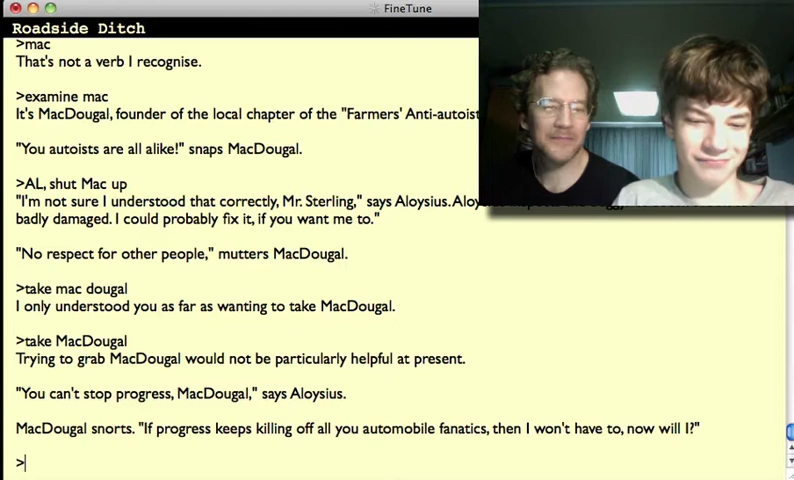 FineTune
Roadside Ditch
>mac
That's not a verb I recognise.
>examine mac
It's MacDougal, founder of the local chapter of the "Farmers' Anti-autoist
"You autoists are all alike!" snaps MacDougal.
>AL, shut Mac up
"I'm not sure I understood that correctly, Mr. Sterling," says Aloysius.
badly damaged. I could probably fix it, if you want me to."
"No respect for other people," mutters MacDougal.
>take mac dougal
I only understood you as far as wanting to take MacDougal.
>take MacDougal
Trying to grab MacDougal would not be particularly helpful at present.
"You can't stop progress, MacDougal," says Aloysius.
MacDougal snorts. "If progress keeps killing off all you automobile fanatics, then I won't have to, now will I?"
>